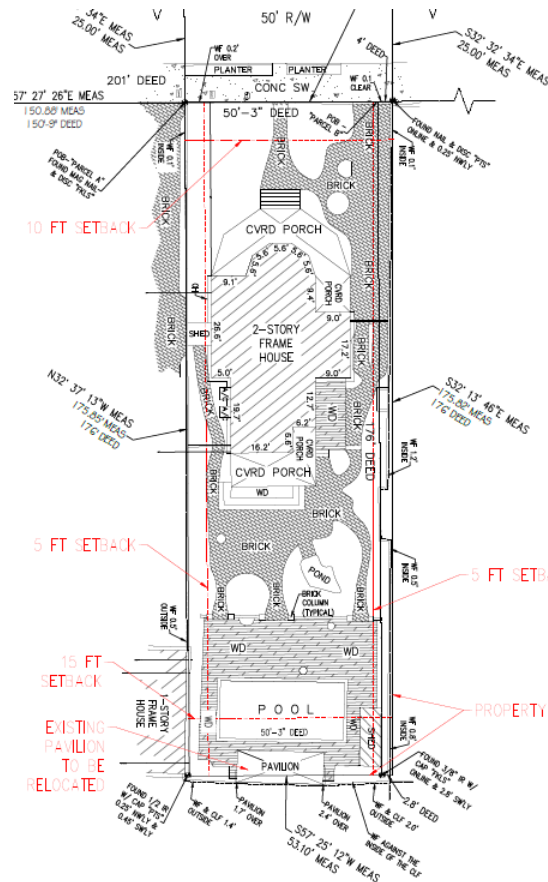 34"E MEAS
25.00' MEAS
50' R/W
S32° 32' 34"E MEAS
25.00' MEAS
WF 0.2'
OVER
4' DEED
PLANTER
PLANTER
WF 0.1
CLEAR
201' DEED
CONC SW.
57° 27' 26"E MEAS
150.88' MEAS
150'-9" DEED
50'-3" DEED
POB -
"PARCEL B"
FOUND NAIL & DISC "PTS"
ONLINE & 0.25' NWLY
POB-"PARCEL A"
FOUND MAG NAIL
& DISC "FKLS"
WF 0.1'
INSIDE
WF 0.1'
INSIDE
BRICK
BRICK
BRICK
BRICK
BRICK
10 FT SETBACK
CVRD PORCH
5.6'
5.6'
5.6'
5.6'
5.6'
9.1'
9.4'
CVRD
PORCH
9.0'
BRICK
OH
BRICK
SHED
26.6'
2-STORY
FRAME
HOUSE
17.2'
BRICK
5.0'
9.0'
N32° 37' 13"W MEAS
175.85' MEAS
176' DEED
S32° 13' 46"E MEAS
175.82' MEAS
176' DEED
BRICK
19.7'
12.7'
WD
6.2'
6.6'
CVRD
PORCH
16.2'
176' DEED
WF 1.2'
INSIDE
CVRD PORCH
WD
BRICK
BRICK
5 FT SETBACK
BRICK
POND
5 FT SETBA
WF 0.5'
INSIDE
WF 0.5'
OUTSIDE
BRICK
BRICK
BRICK
BRICK
COLUMN
(TYPICAL)
WD
WD
15 FT
SETBACK
1-STORY
FRAME
HOUSE
WD
POOL
50'-3" DEED
SHED
PROPERTY
WF 0.8'
INSIDE
EXISTING
PAVILION
TO BE
RELOCATED
PAVILION
FOUND 1/2 IR
W/ CAP "PTS"
0.25' NWLY &
0.45' SWLY
WF & CLF 1.4'
OUTSIDE
PAVILION
1.7' OVER
S57° 25' 12"W MEAS
53.10' MEAS
PAVILION
2.4' OVER
WF AGAINST THE
INSIDE OF THE CLF
WF & CLF 2.0'
OUTSIDE
2.8' DEED
FOUND 3/8" IR W/
CAP "FKLS"
ONLINE & 2.8' SWLY